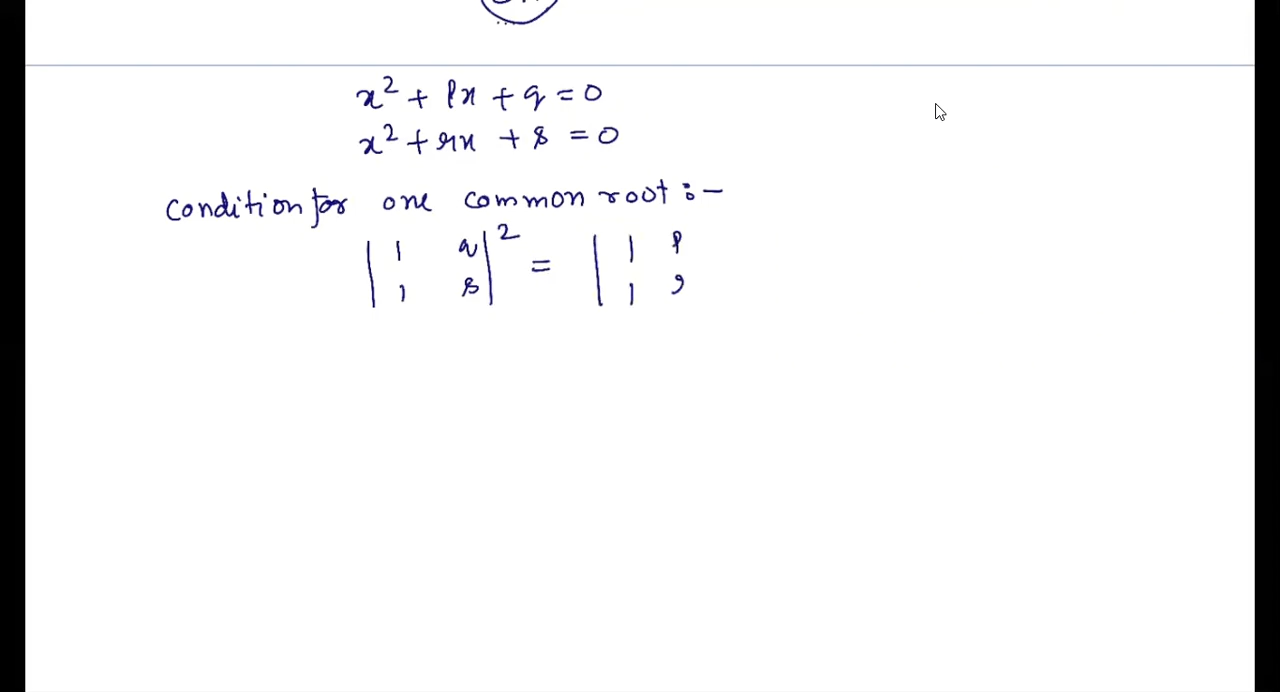 x² + px + q = 0
x² + rx + s = 0
Condition for one common root :-
| 1 q |² = | 1 p
| 1 s | | 1